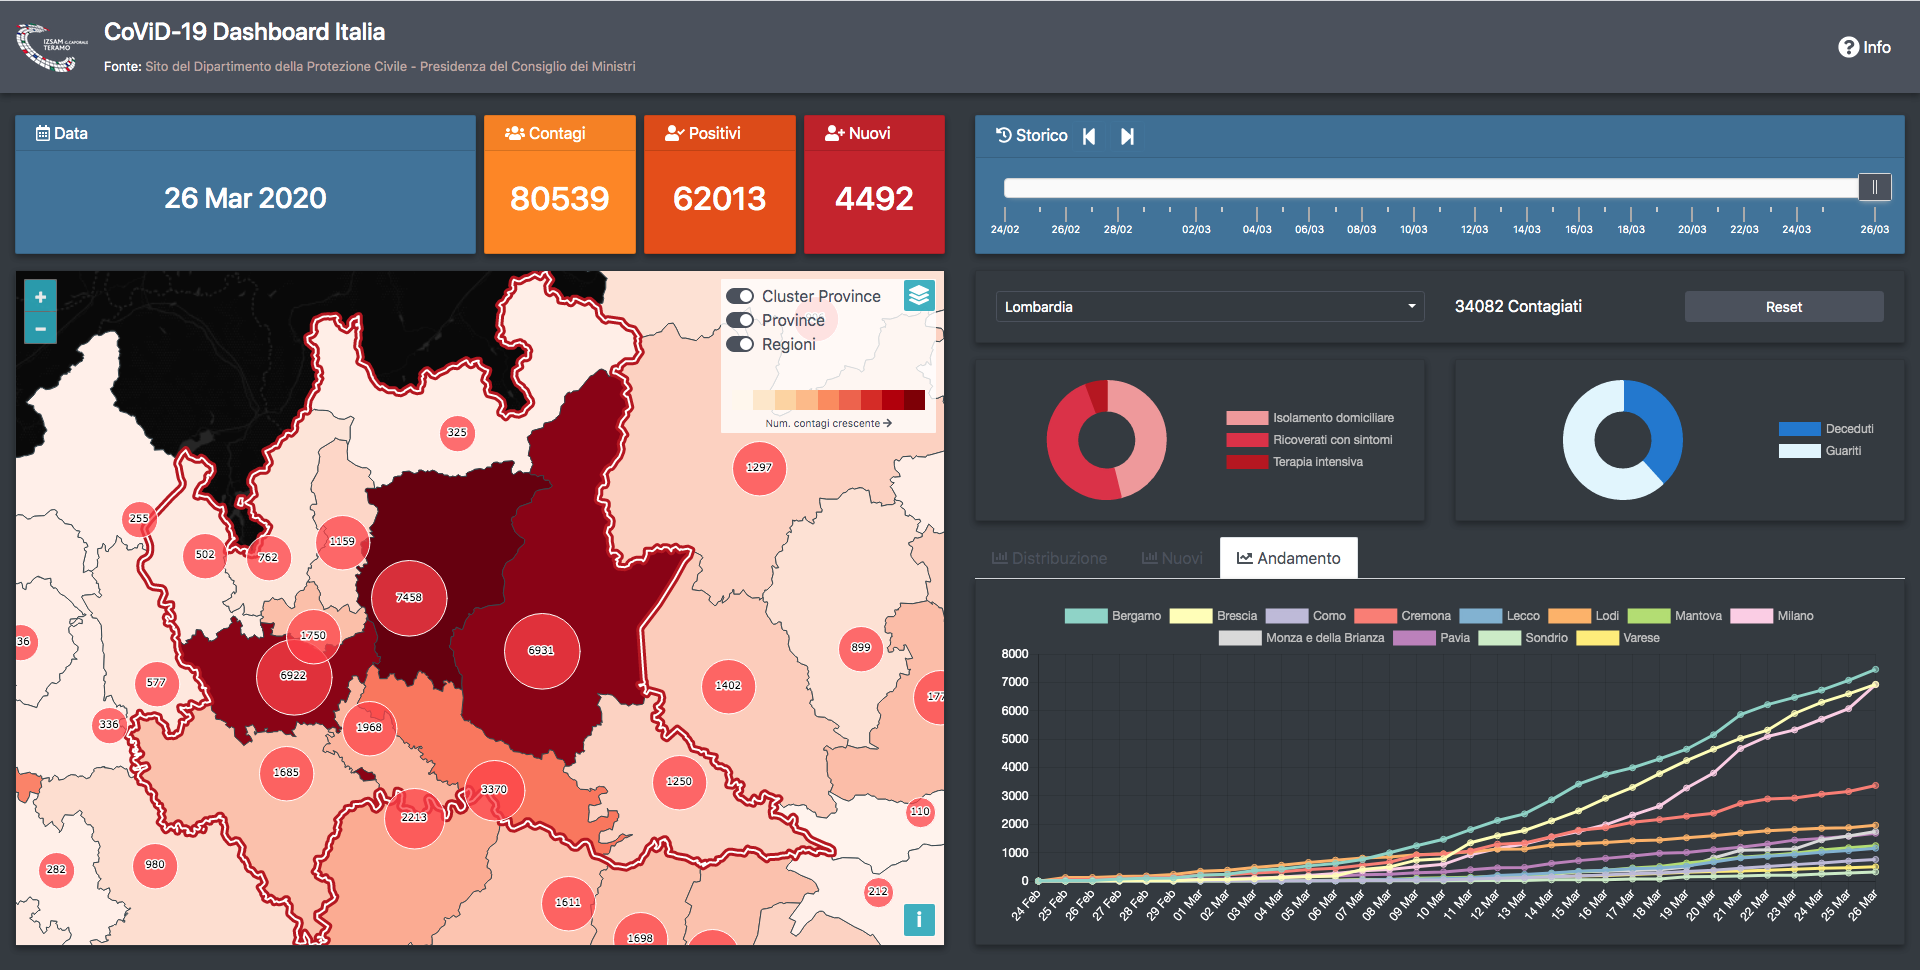 IZSAM G.CAPORALE
TERAMO
CoViD-19 Dashboard Italia
Fonte: Sito del Dipartimento della Protezione Civile - Presidenza del Consiglio dei Ministri
Info
Data
26 Mar 2020
Contagi
80539
Positivi
62013
Nuovi
4492
Storico
24/02 26/02 28/02 02/03 04/03 06/03 08/03 10/03 12/03 14/03 16/03 18/03 20/03 22/03 24/03 26/03
+
−
Cluster Province
Province
Regioni
Num. contagi crescente →
325
1297
255
502
762
1159
7458
1750
36
6931
899
6922
577
1402
177
336
1968
1685
1250
3370
110
2213
980
282
212
1611
1698
i
Lombardia
34082 Contagiati
Reset
Isolamento domiciliare
Ricoverati con sintomi
Terapia intensiva
Deceduti
Guariti
Distribuzione
Nuovi
Andamento
Bergamo Brescia Como Cremona Lecco Lodi Mantova Milano
Monza e della Brianza Pavia Sondrio Varese
8000
7000
6000
5000
4000
3000
2000
1000
0
24 Feb 25 Feb 26 Feb 27 Feb 28 Feb 29 Feb 01 Mar 02 Mar 03 Mar 04 Mar 05 Mar 06 Mar 07 Mar 08 Mar 09 Mar 10 Mar 11 Mar 12 Mar 13 Mar 14 Mar 15 Mar 16 Mar 17 Mar 18 Mar 19 Mar 20 Mar 21 Mar 22 Mar 23 Mar 24 Mar 25 Mar 26 Mar